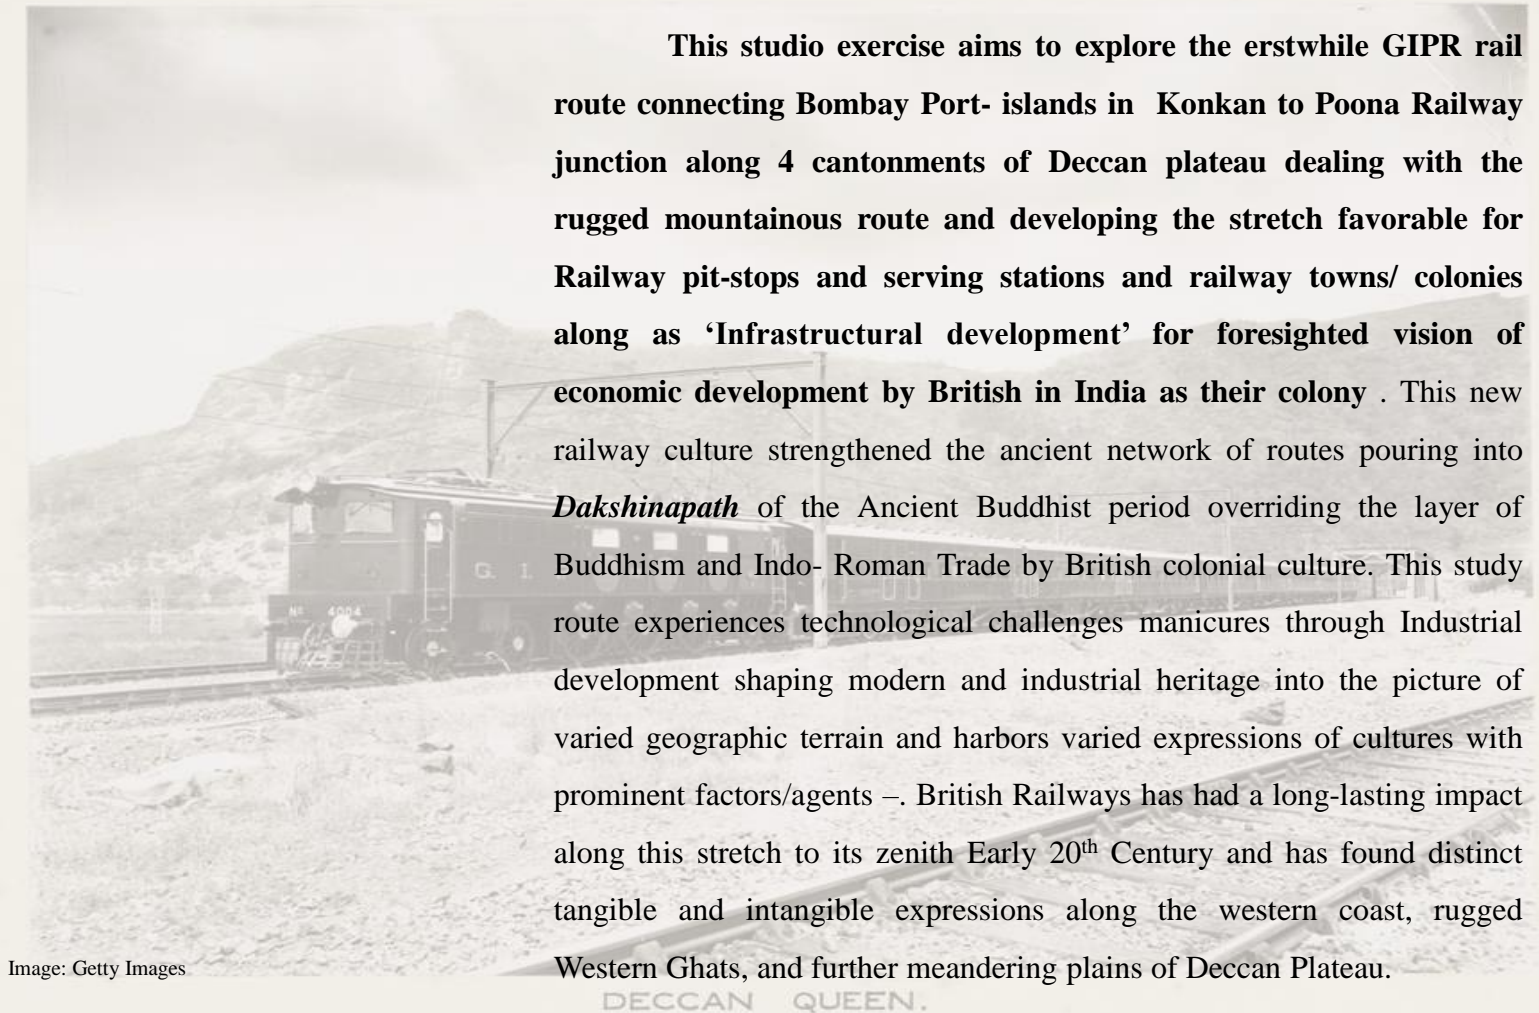 This studio exercise aims to explore the erstwhile GIPR rail
route connecting Bombay Port- islands in Konkan to Poona Railway
junction along 4 cantonments of Deccan plateau dealing with the
rugged mountainous route and developing the stretch favorable for
Railway pit-stops and serving stations and railway towns/ colonies
along as ‘Infrastructural development’ for foresighted vision of
economic development by British in India as their colony . This new
railway culture strengthened the ancient network of routes pouring into
Dakshinapath of the Ancient Buddhist period overriding the layer of
Buddhism and Indo- Roman Trade by British colonial culture. This study
route experiences technological challenges manicures through Industrial
development shaping modern and industrial heritage into the picture of
varied geographic terrain and harbors varied expressions of cultures with
prominent factors/agents –. British Railways has had a long-lasting impact
along this stretch to its zenith Early 20th Century and has found distinct
tangible and intangible expressions along the western coast, rugged
Western Ghats, and further meandering plains of Deccan Plateau.
G. I.
No 4004
Image: Getty Images
DECCAN QUEEN.